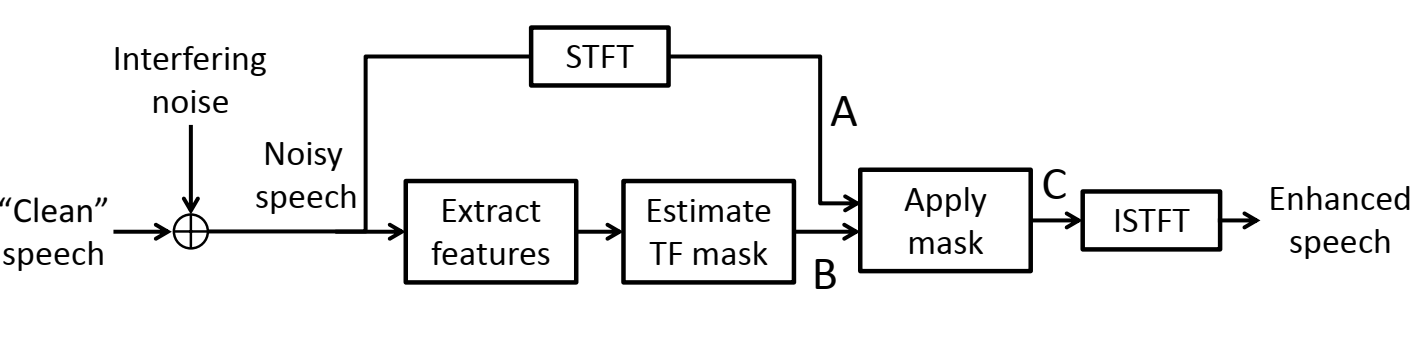 Interfering
noise
STFT
A
Noisy
speech
“Clean”
speech
Extract
features
Estimate
TF mask
B
Apply
mask
C
ISTFT
Enhanced
speech